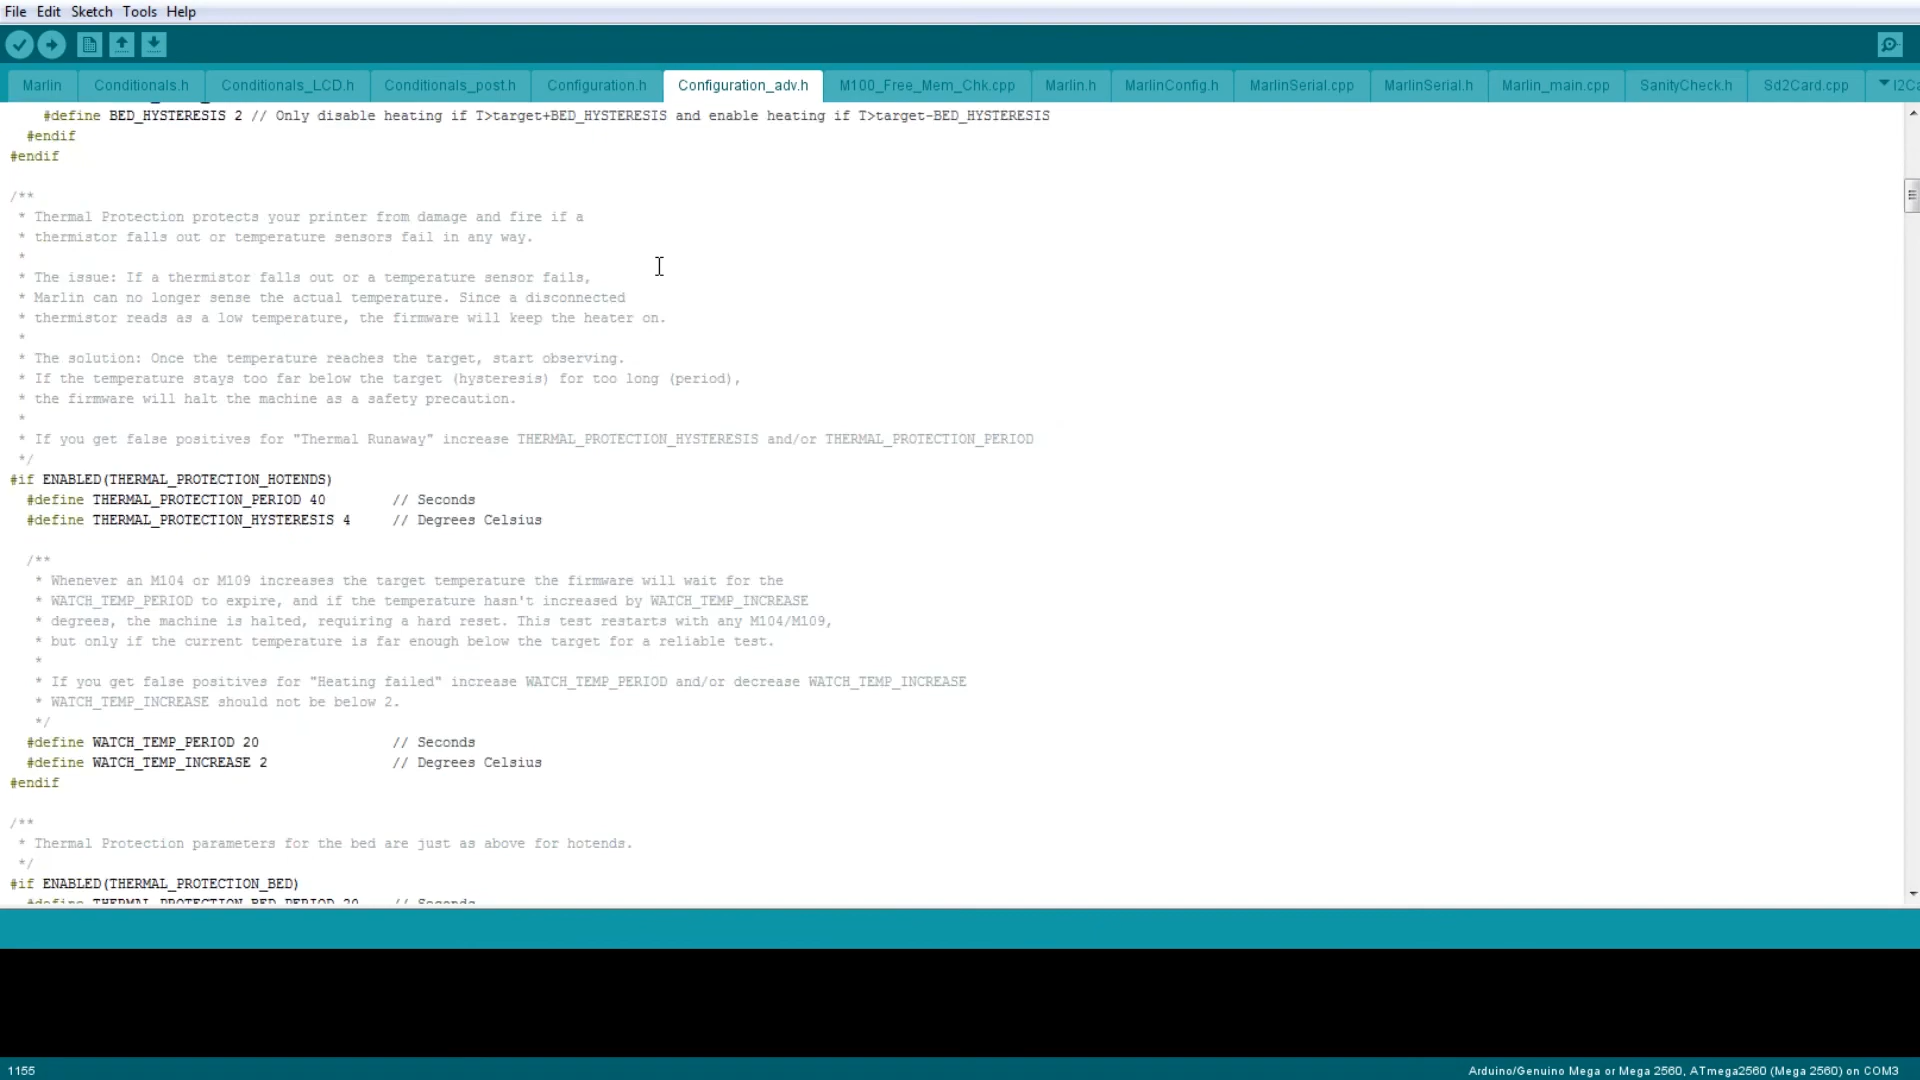 File Edit Sketch Tools Help
Marlin Conditionals.h Conditionals_LCD.h Conditionals_post.h Configuration.h Configuration_adv.h M100_Free_Mem_Chk.cpp Marlin.h MarlinConfig.h MarlinSerial.cpp MarlinSerial.h Marlin_main.cpp SanityCheck.h Sd2Card.cpp
#define BED_HYSTERESIS 2 // Only disable heating if T>target+BED_HYSTERESIS and enable heating if T>target-BED_HYSTERESIS
#endif
#endif
/**
* Thermal Protection protects your printer from damage and fire if a
* thermistor falls out or temperature sensors fail in any way.
*
* The issue: If a thermistor falls out or a temperature sensor fails,
* Marlin can no longer sense the actual temperature. Since a disconnected
* thermistor reads as a low temperature, the firmware will keep the heater on.
*
* The solution: Once the temperature reaches the target, start observing.
* If the temperature stays too far below the target (hysteresis) for too long (period),
* the firmware will halt the machine as a safety precaution.
*
* If you get false positives for "Thermal Runaway" increase THERMAL_PROTECTION_HYSTERESIS and/or THERMAL_PROTECTION_PERIOD
*/
#if ENABLED(THERMAL_PROTECTION_HOTENDS)
#define THERMAL_PROTECTION_PERIOD 40 // Seconds
#define THERMAL_PROTECTION_HYSTERESIS 4 // Degrees Celsius
/**
* Whenever an M104 or M109 increases the target temperature the firmware will wait for the
* WATCH_TEMP_PERIOD to expire, and if the temperature hasn't increased by WATCH_TEMP_INCREASE
* degrees, the machine is halted, requiring a hard reset. This test restarts with any M104/M109,
* but only if the current temperature is far enough below the target for a reliable test.
*
* If you get false positives for "Heating failed" increase WATCH_TEMP_PERIOD and/or decrease WATCH_TEMP_INCREASE
* WATCH_TEMP_INCREASE should not be below 2.
*/
#define WATCH_TEMP_PERIOD 20 // Seconds
#define WATCH_TEMP_INCREASE 2 // Degrees Celsius
#endif
/**
* Thermal Protection parameters for the bed are just as above for hotends.
*/
#if ENABLED(THERMAL_PROTECTION_BED)
#define THERMAL_PROTECTION_BED_PERIOD 20 // Seconds
1155
Arduino/Genuino Mega or Mega 2560, ATmega2560 (Mega 2560) on COM3